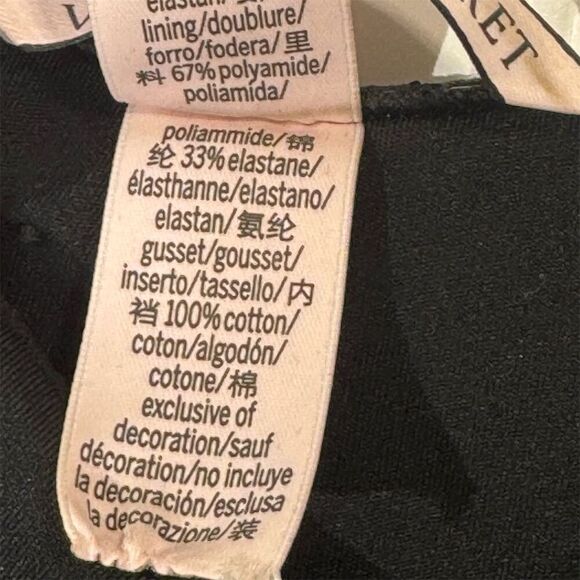 elastan/氨
lining/doublure/
forro/fodera/里
料 67% polyamide/
poliamida/
poliammide/锦
纶 33% elastane/
élasthanne/elastano/
elastan/氨纶
gusset/gousset/
inserto/tassello/内
裆 100% cotton/
coton/algodón/
cotone/棉
exclusive of
decoration/sauf
décoration/no incluye
la decoración/esclusa
la decorazione/装